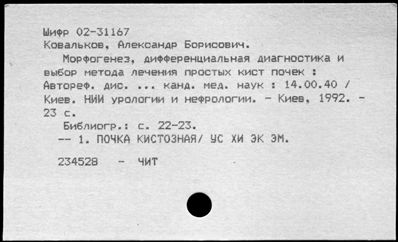 Шифр 02-31167
Ковальков, Александр Борисович.
Морфогенез, дифференциальная диагностика и
выбор метода лечения простых кист почек :
Автореф. дис. ... канд. мед. наук : 14.00.40 /
Киев. НИИ урологии и нефрологии. - Киев, 1992. -
23 с.
Библиогр.: с. 22-23.
-- 1. ПОЧКА КИСТОЗНАЯ/ УС ХИ ЭК ЭМ.
234528 - ЧИТ